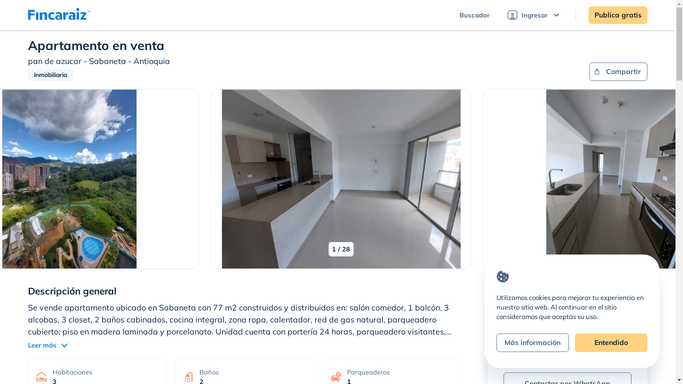 Fincaraiz
Buscador
Ingresar
Publica gratis
Apartamento en venta
pan de azucar - Sabaneta - Antioquia
Inmobiliaria
Compartir
1 / 28
Descripción general
Se vende apartamento ubicado en Sabaneta con 77 m2 construidos y distribuidos en: salón comedor, 1 balcón, 3
alcobas, 3 closet, 2 baños cabinados, cocina integral, zona ropa, calentador, red de gas natural, parqueadero
cubierto; piso en madera laminada y porcelanato. Unidad cuenta con portería 24 horas, parqueadero visitantes,...
Leer más
Habitaciones
3
Baños
2
Parqueaderos
1
Utilizamos cookies para mejorar tu experiencia en
nuestro sitio web. Al continuar en el sitio
consideramos que aceptas su uso.
Más información
Entendido
Contactar por WhatsApp